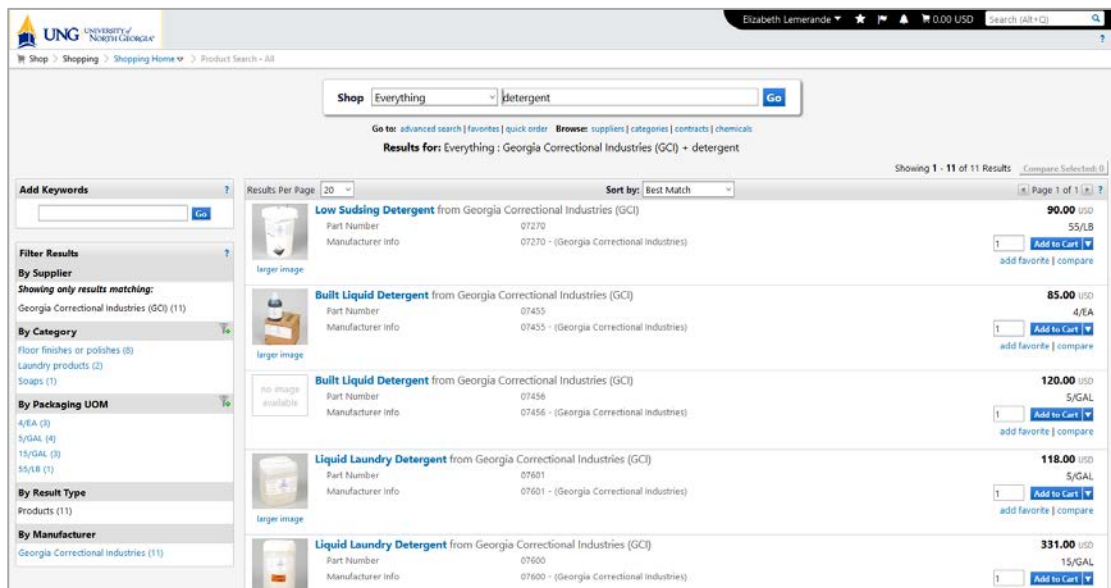 Elizabeth Lemerande 0.00 USD Search (Alt+Q)
UNG UNIVERSITY of NORTH GEORGIA
?
Shop > Shopping > Shopping Home > Product Search - All
Shop Everything detergent Go
Go to: advanced search | favorites | quick order Browse: suppliers | categories | contracts | chemicals
Results for: Everything : Georgia Correctional Industries (GCI) + detergent
Showing 1 - 11 of 11 Results Compare Selected: 0
Add Keywords ?
Go
Filter Results ?
By Supplier
Showing only results matching:
Georgia Correctional Industries (GCI) (11)
By Category
Floor finishes or polishes (8)
Laundry products (2)
Soaps (1)
By Packaging UOM
4/EA (3)
5/GAL (4)
15/GAL (3)
55/LB (1)
By Result Type
Products (11)
By Manufacturer
Georgia Correctional Industries (11)
Results Per Page 20 Sort by: Best Match Page 1 of 1 ?
Low Sudsing Detergent from Georgia Correctional Industries (GCI) 90.00 USD
Part Number 07270 55/LB
Manufacturer Info 07270 - (Georgia Correctional Industries) 1 Add to Cart
larger image add favorite | compare
Built Liquid Detergent from Georgia Correctional Industries (GCI) 85.00 USD
Part Number 07455 4/EA
Manufacturer Info 07455 - (Georgia Correctional Industries) 1 Add to Cart
larger image add favorite | compare
Built Liquid Detergent from Georgia Correctional Industries (GCI) 120.00 USD
no image available
Part Number 07456 5/GAL
Manufacturer Info 07456 - (Georgia Correctional Industries) 1 Add to Cart
add favorite | compare
Liquid Laundry Detergent from Georgia Correctional Industries (GCI) 118.00 USD
Part Number 07601 5/GAL
Manufacturer Info 07601 - (Georgia Correctional Industries) 1 Add to Cart
larger image add favorite | compare
Liquid Laundry Detergent from Georgia Correctional Industries (GCI) 331.00 USD
Part Number 07600 15/GAL
Manufacturer Info 07600 - (Georgia Correctional Industries) 1 Add to Cart